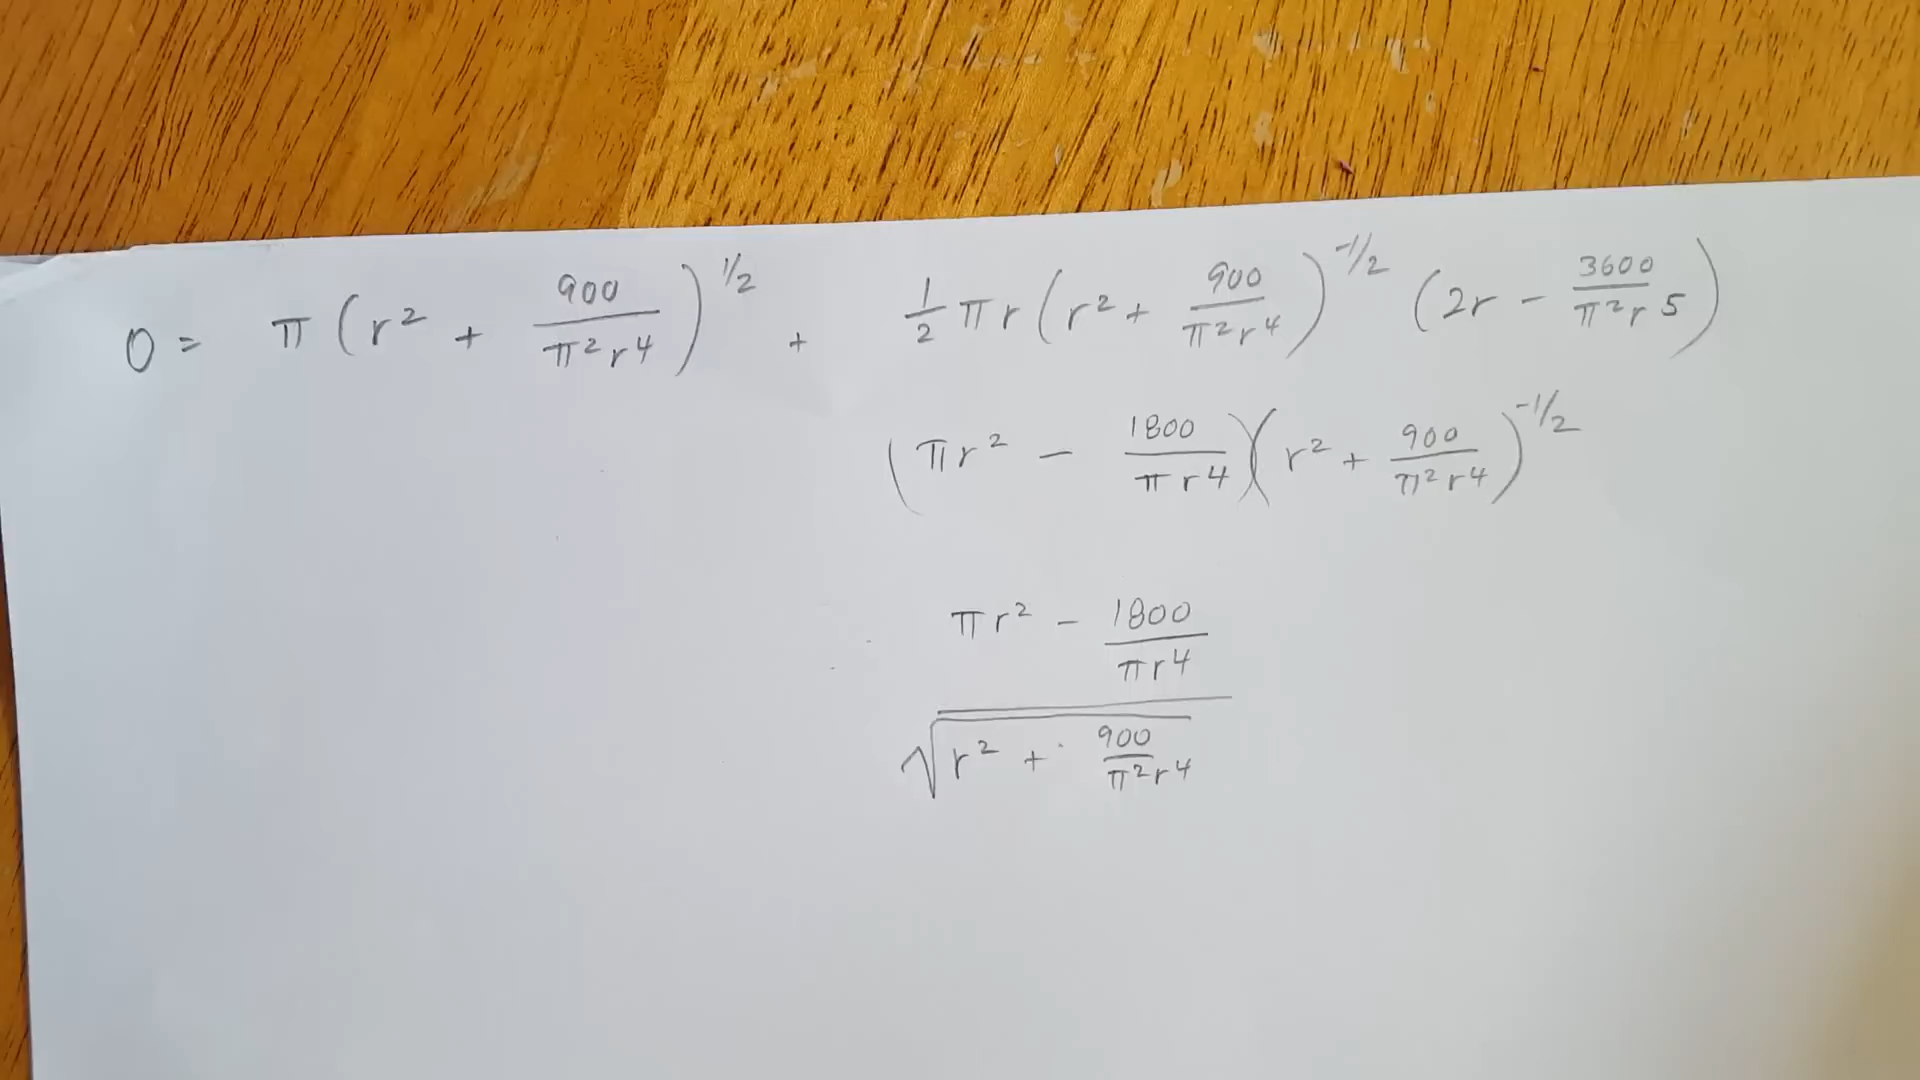 0 = π(r² + 900/π²r⁴)^1/2 + 1/2 πr(r² + 900/π²r⁴)^-1/2 (2r - 3600/π²r⁵)
(πr² - 1800/πr⁴)(r² + 900/π²r⁴)^-1/2
πr² - 1800/πr⁴
√r² + 900/π²r⁴